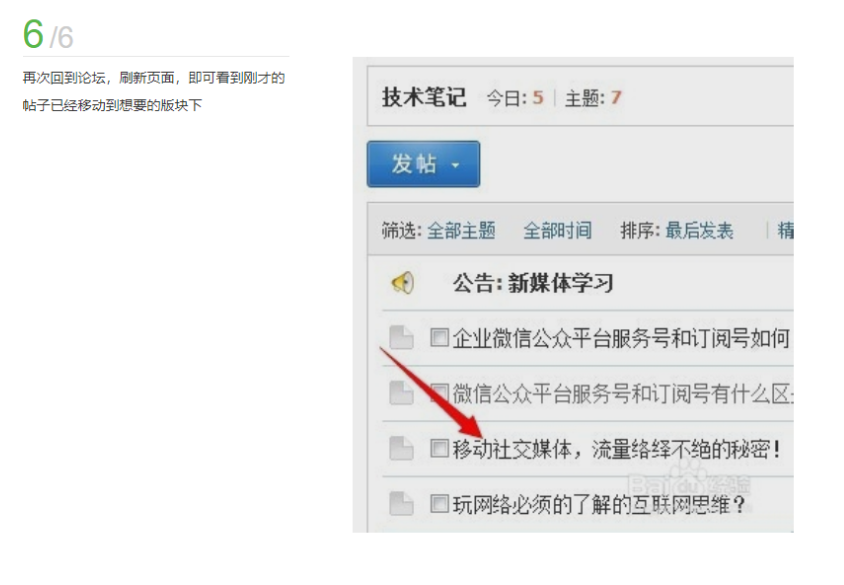 6/6
再次回到论坛，刷新页面，即可看到刚才的
帖子已经移动到想要的版块下
技术笔记 今日: 5 | 主题: 7
发帖
筛选: 全部主题 全部时间 排序: 最后发表 | 精
公告: 新媒体学习
企业微信公众平台服务号和订阅号如何
微信公众平台服务号和订阅号有什么区
移动社交媒体，流量络绎不绝的秘密！
玩网络必须的了解的互联网思维？
Baidu 经验